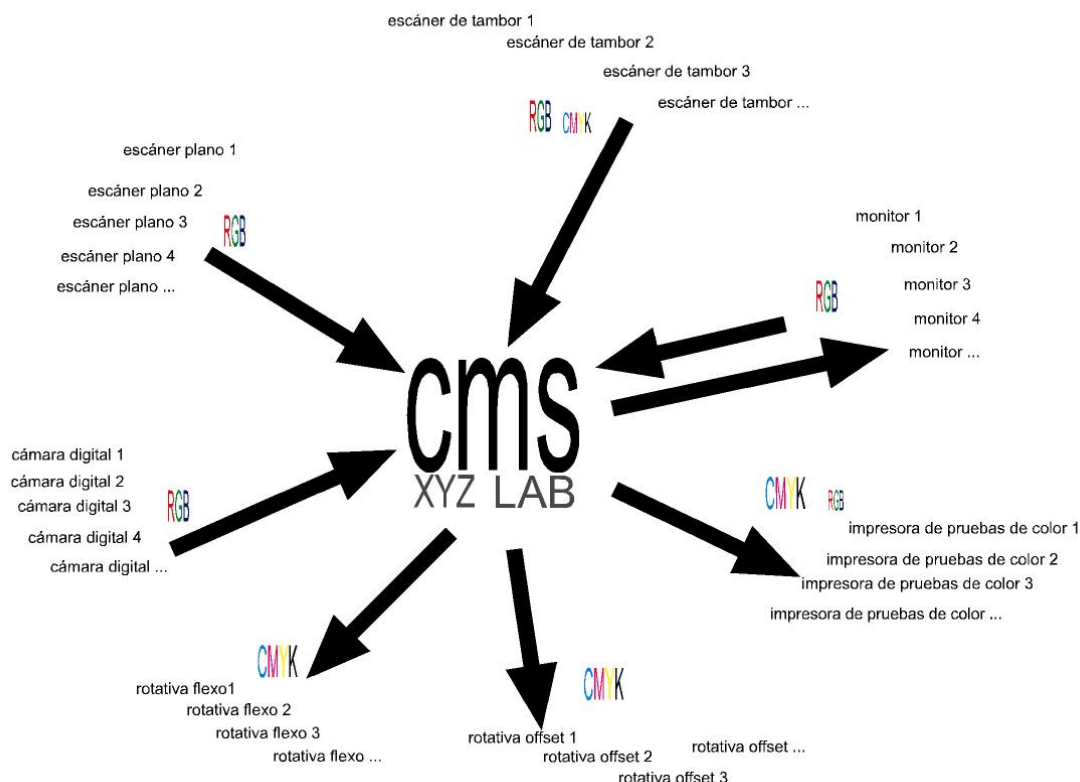 escáner de tambor 1
escáner de tambor 2
escáner de tambor 3
escáner de tambor ...
RGB CMYK
escáner plano 1
escáner plano 2
escáner plano 3
escáner plano 4
escáner plano ...
RGB
monitor 1
monitor 2
monitor 3
monitor 4
monitor ...
RGB
cms
XYZ LAB
cámara digital 1
cámara digital 2
cámara digital 3
cámara digital 4
cámara digital ...
RGB
CMYK RGB
impresora de pruebas de color 1
impresora de pruebas de color 2
impresora de pruebas de color 3
impresora de pruebas de color ...
CMYK
rotativa flexo1
rotativa flexo 2
rotativa flexo 3
rotativa flexo ...
CMYK
rotativa offset 1
rotativa offset 2
rotativa offset 3
rotativa offset ...